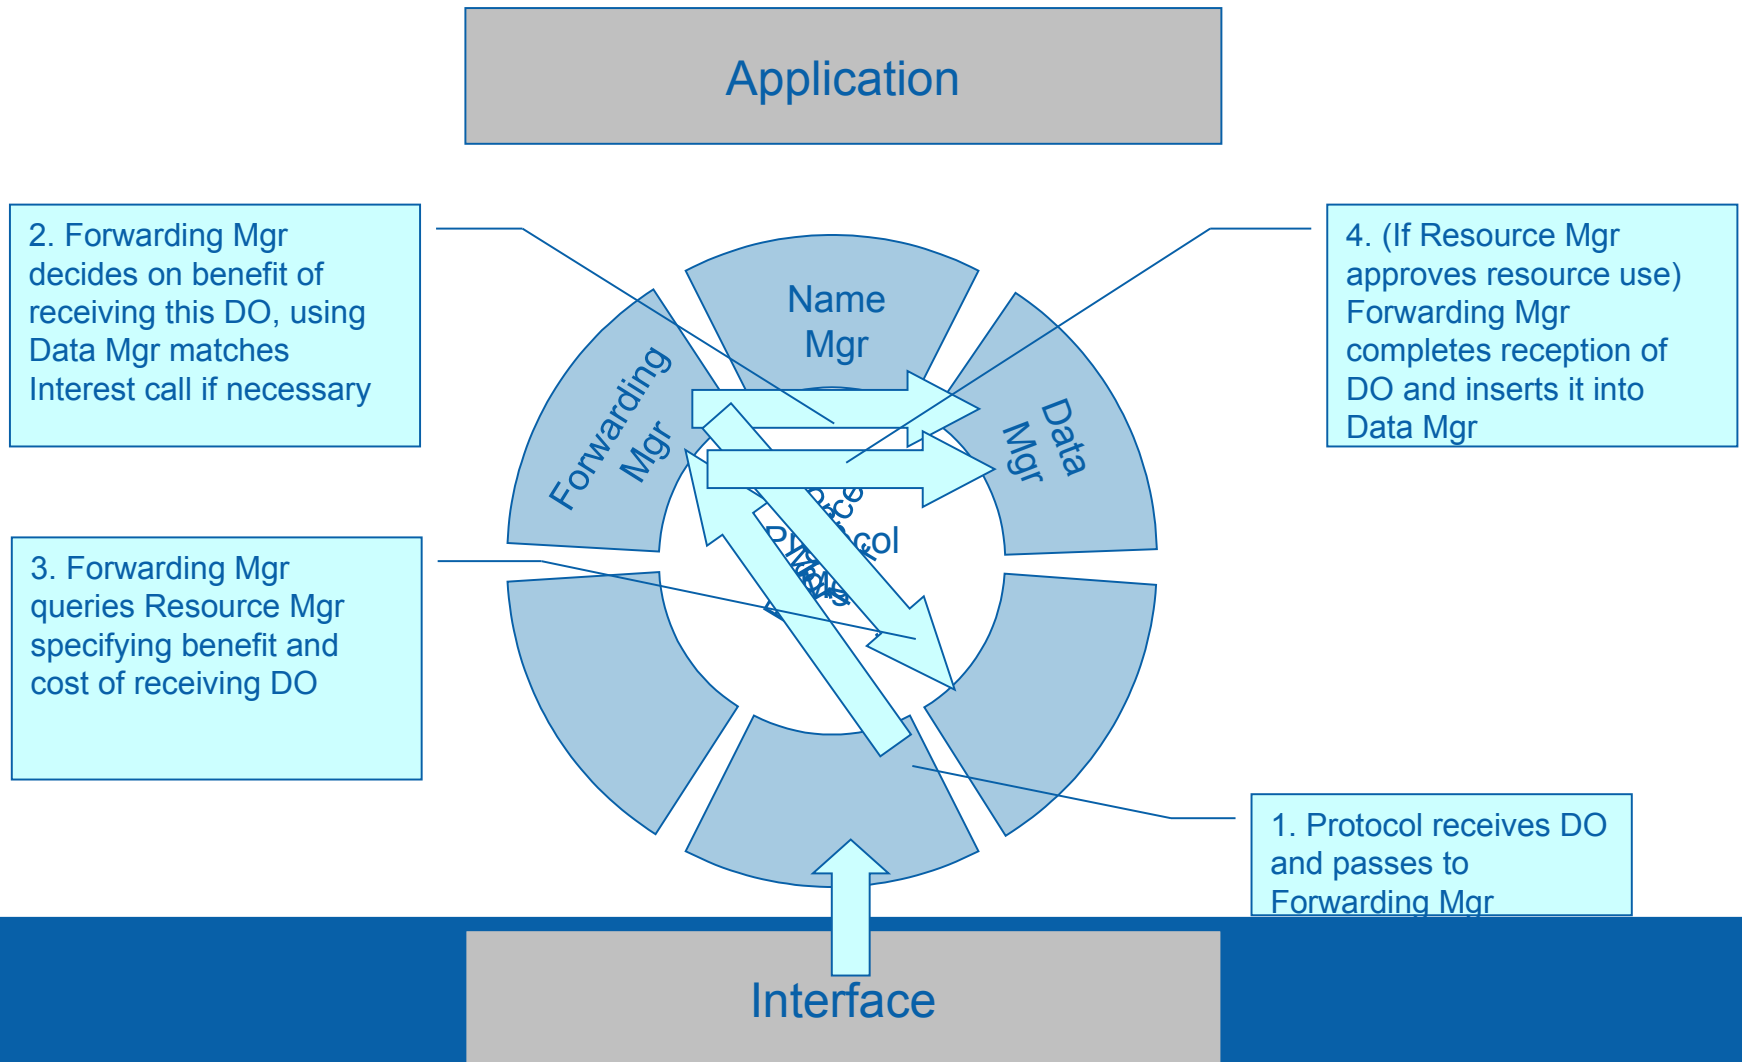 Application
2. Forwarding Mgr
decides on benefit of
receiving this DO, using
Data Mgr matches
Interest call if necessary
4. (If Resource Mgr
approves resource use)
Forwarding Mgr
completes reception of
DO and inserts it into
Data Mgr
Name
Mgr
Forwarding
Mgr
Data
Mgr
3. Forwarding Mgr
queries Resource Mgr
specifying benefit and
cost of receiving DO
1. Protocol receives DO
and passes to
Forwarding Mgr
Interface